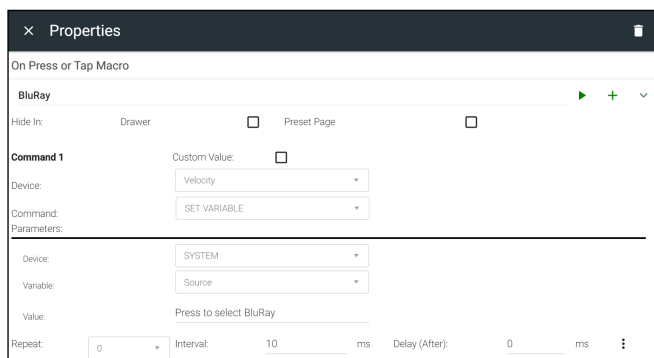 Properties
On Press or Tap Macro
BluRay
Hide In: Drawer Preset Page
Command 1 Custom Value:
Device: Velocity
Command: SET VARIABLE
Parameters:
Device: SYSTEM
Variable: Source
Value: Press to select BluRay
Repeat: 0 Interval: 10 ms Delay (After): 0 ms